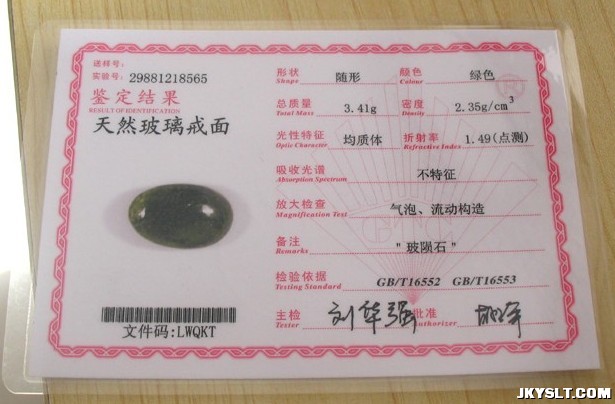 送样号:
实验号: 29881218565
鉴定结果
RESULT OF IDENTIFICATION
天然玻璃戒面
文件码:LWQKT
形状 随形 颜色 绿色
Shape Colour
总质量 3.41g 密度 2.35g/cm³
Total Mass Density
光性特征 均质体 折射率 1.49(点测)
Optic Character Refractive Index
吸收光谱 不特征
Absorption Spectrum
放大检查 气泡、流动构造
Magnification Test
备注 "玻陨石"
Remarks
检验依据 GB/T16552 GB/T16553
Testing Standard
主检 刘华强 批准
Tester Authorizer
GTC
®
JKYSLT.COM